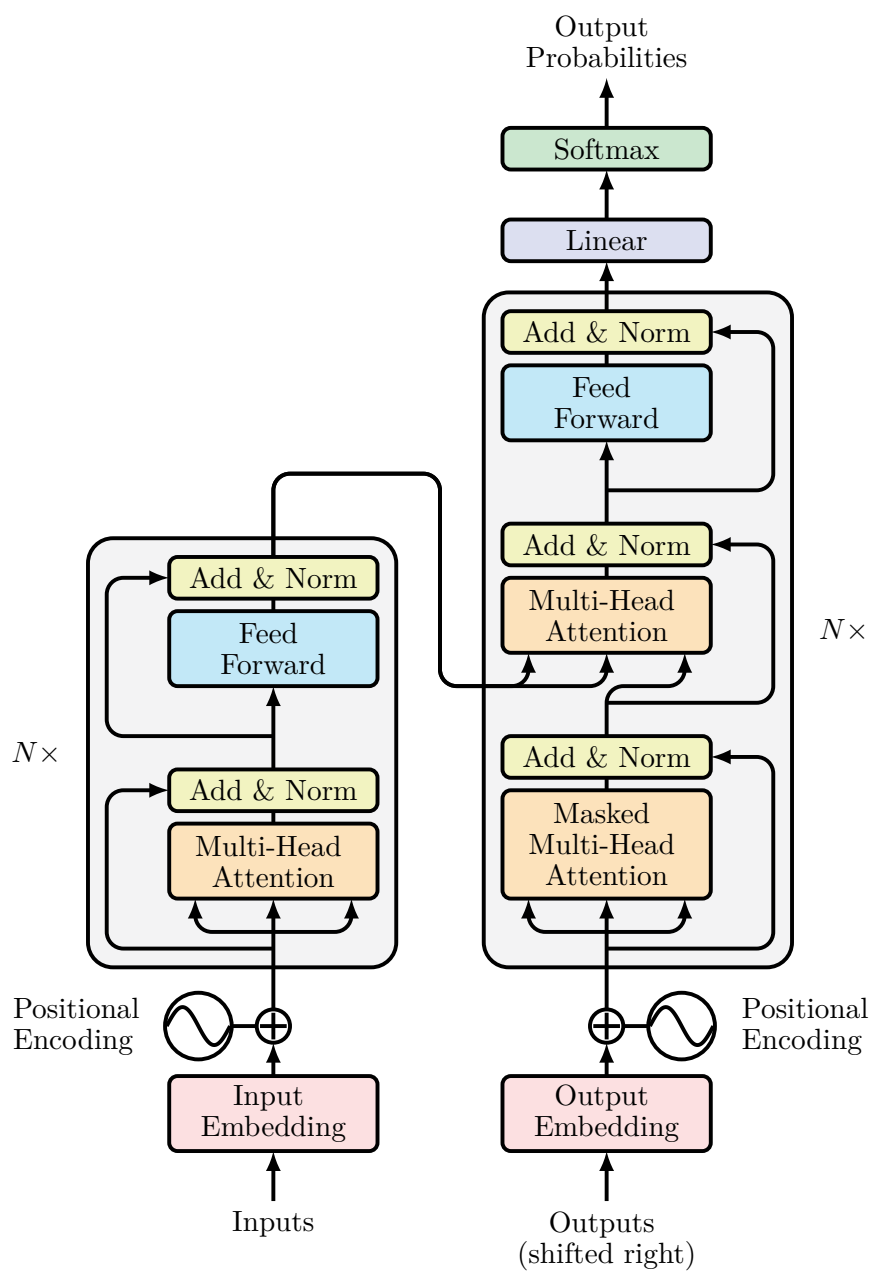 Output
Probabilities
Softmax
Linear
Add & Norm
Feed
Forward
Add & Norm
Multi-Head
Attention
N×
Add & Norm
Masked
Multi-Head
Attention
Add & Norm
Feed
Forward
N×
Add & Norm
Multi-Head
Attention
Positional
Encoding
Positional
Encoding
Input
Embedding
Output
Embedding
Inputs
Outputs
(shifted right)